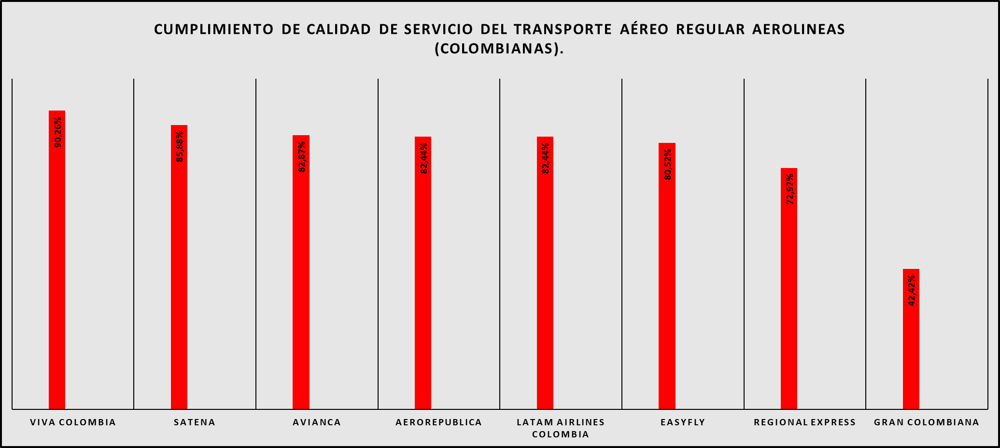 CUMPLIMIENTO DE CALIDAD DE SERVICIO DEL TRANSPORTE AÉREO REGULAR AEROLINEAS
(COLOMBIANAS).
90,26%
85,88%
82,87%
82,44%
82,44%
80,52%
72,97%
42,42%
VIVA COLOMBIA
SATENA
AVIANCA
AEROREPUBLICA
LATAM AIRLINES
COLOMBIA
EASYFLY
REGIONAL EXPRESS
GRAN COLOMBIANA